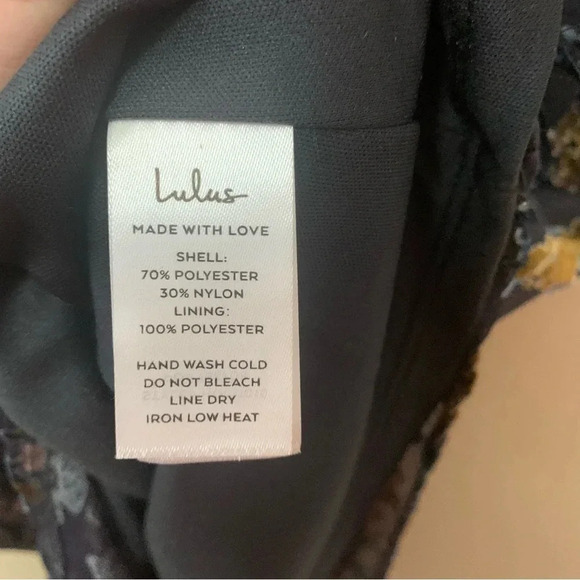 Lulus
MADE WITH LOVE
SHELL:
70% POLYESTER
30% NYLON
LINING:
100% POLYESTER
HAND WASH COLD
DO NOT BLEACH
LINE DRY
IRON LOW HEAT